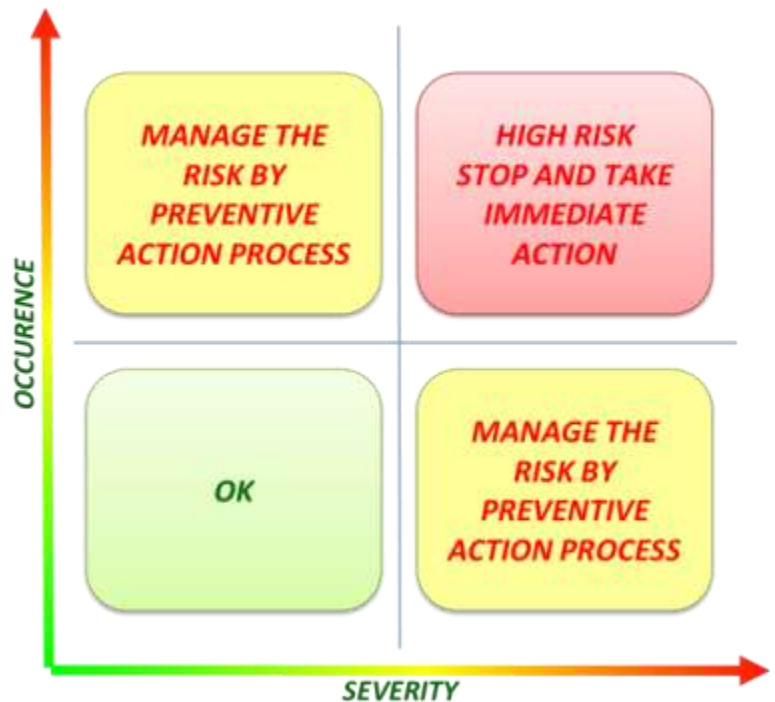 MANAGE THE
RISK BY
PREVENTIVE
ACTION PROCESS
HIGH RISK
STOP AND TAKE
IMMEDIATE
ACTION
OCCURENCE
OK
MANAGE THE
RISK BY
PREVENTIVE
ACTION PROCESS
SEVERITY